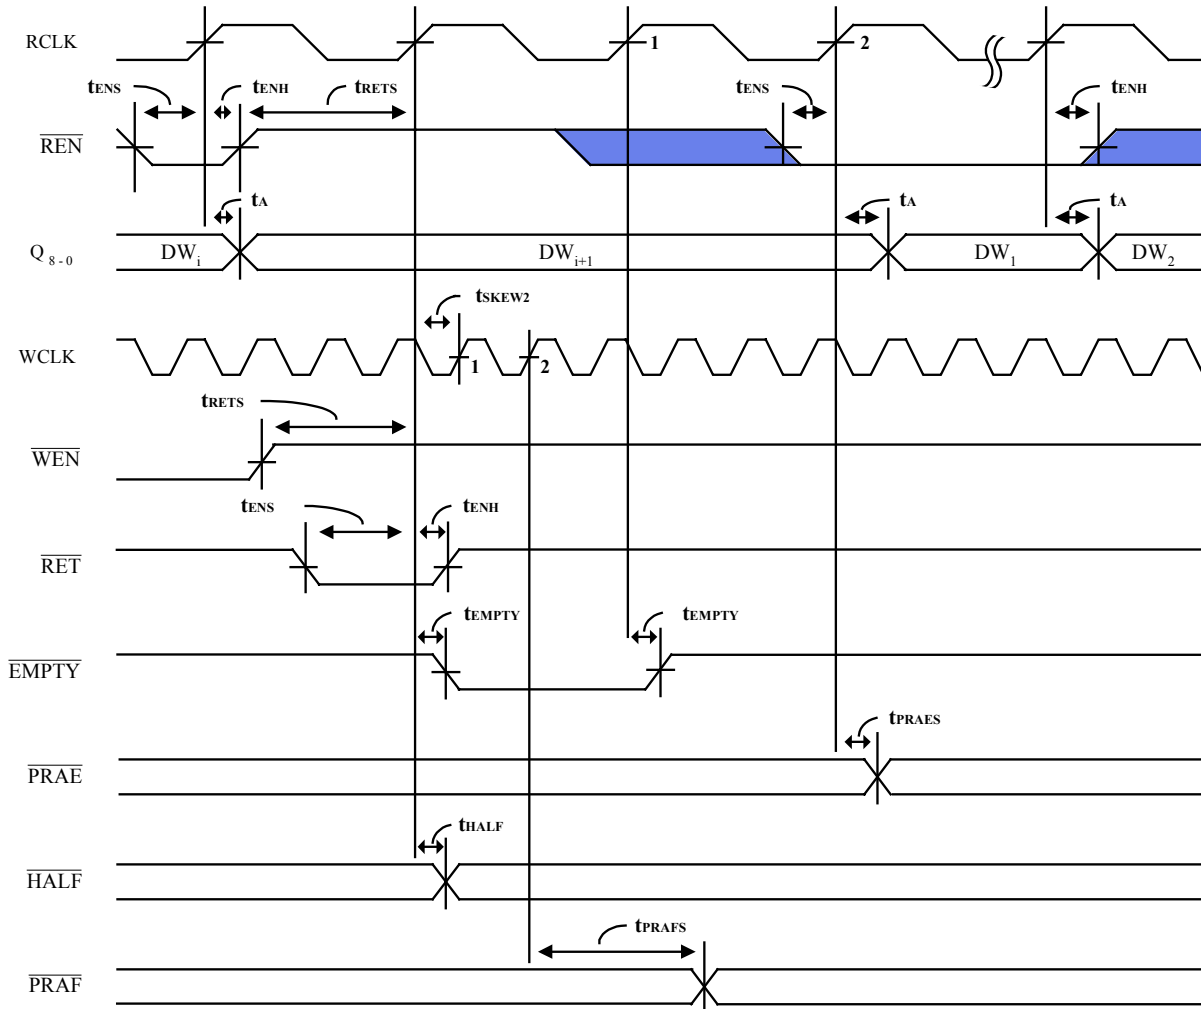 RCLK
1
2
tENS
tENH
tRETS
tENS
tENH
REN
tA
tA
tA
Q8-0
DWi
DWi+1
DW1
DW2
tSKEW2
WCLK
1
2
tRETS
WEN
tENS
tENH
RET
tEMPTY
tEMPTY
EMPTY
tPRAES
PRAE
tHALF
HALF
tPRAFS
PRAF